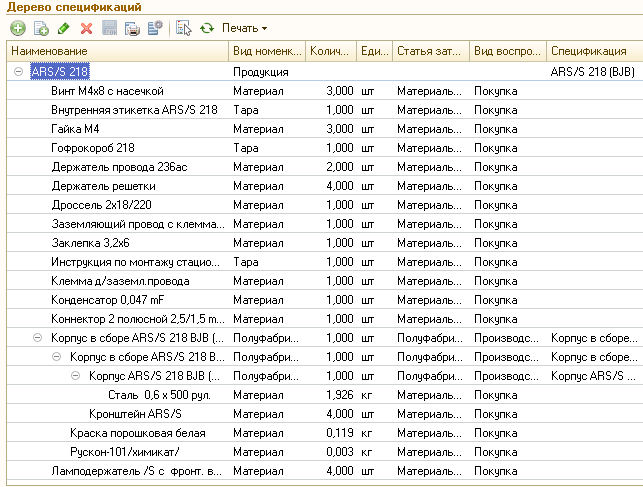 Дерево спецификаций
Печать
Наименование Вид номенк... Колич... Еди... Статья зат... Вид воспро... Спецификация
ARS/S 218 Продукция ARS/S 218 (BJB)
Винт М4х8 с насечкой Материал 3,000 шт Материаль... Покупка
Внутренняя этикетка ARS/S 218 Тара 1,000 шт Материаль... Покупка
Гайка М4 Материал 3,000 шт Материаль... Покупка
Гофрокороб 218 Тара 1,000 шт Материаль... Покупка
Держатель провода 236ас Материал 2,000 шт Материаль... Покупка
Держатель решетки Материал 4,000 шт Материаль... Покупка
Дроссель 2х18/220 Материал 1,000 шт Материаль... Покупка
Заземляющий провод с клемма... Материал 1,000 шт Материаль... Покупка
Заклепка 3,2х6 Материал 1,000 шт Материаль... Покупка
Инструкция по монтажу стацио... Тара 1,000 шт Материаль... Покупка
Клемма д/заземл.провода Материал 1,000 шт Материаль... Покупка
Конденсатор 0,047 mF Материал 1,000 шт Материаль... Покупка
Коннектор 2 полюсной 2,5/1,5 m... Материал 1,000 шт Материаль... Покупка
Корпус в сборе ARS/S 218 BJB (... Полуфабри... 1,000 шт Полуфабри... Производс... Корпус в сборе...
Корпус в сборе ARS/S 218 B... Полуфабри... 1,000 шт Полуфабри... Производс... Корпус в сборе...
Корпус ARS/S 218 BJB (... Полуфабри... 1,000 шт Полуфабри... Производс... Корпус ARS/S ...
Сталь 0,6 х 500 рул. Материал 1,926 кг Материаль... Покупка
Кронштейн ARS/S Материал 4,000 шт Материаль... Покупка
Краска порошковая белая Материал 0,119 кг Материаль... Покупка
Рускон-101/химикат/ Материал 0,003 кг Материаль... Покупка
Ламподержатель /S с фронт. в... Материал 4,000 шт Материаль... Покупка